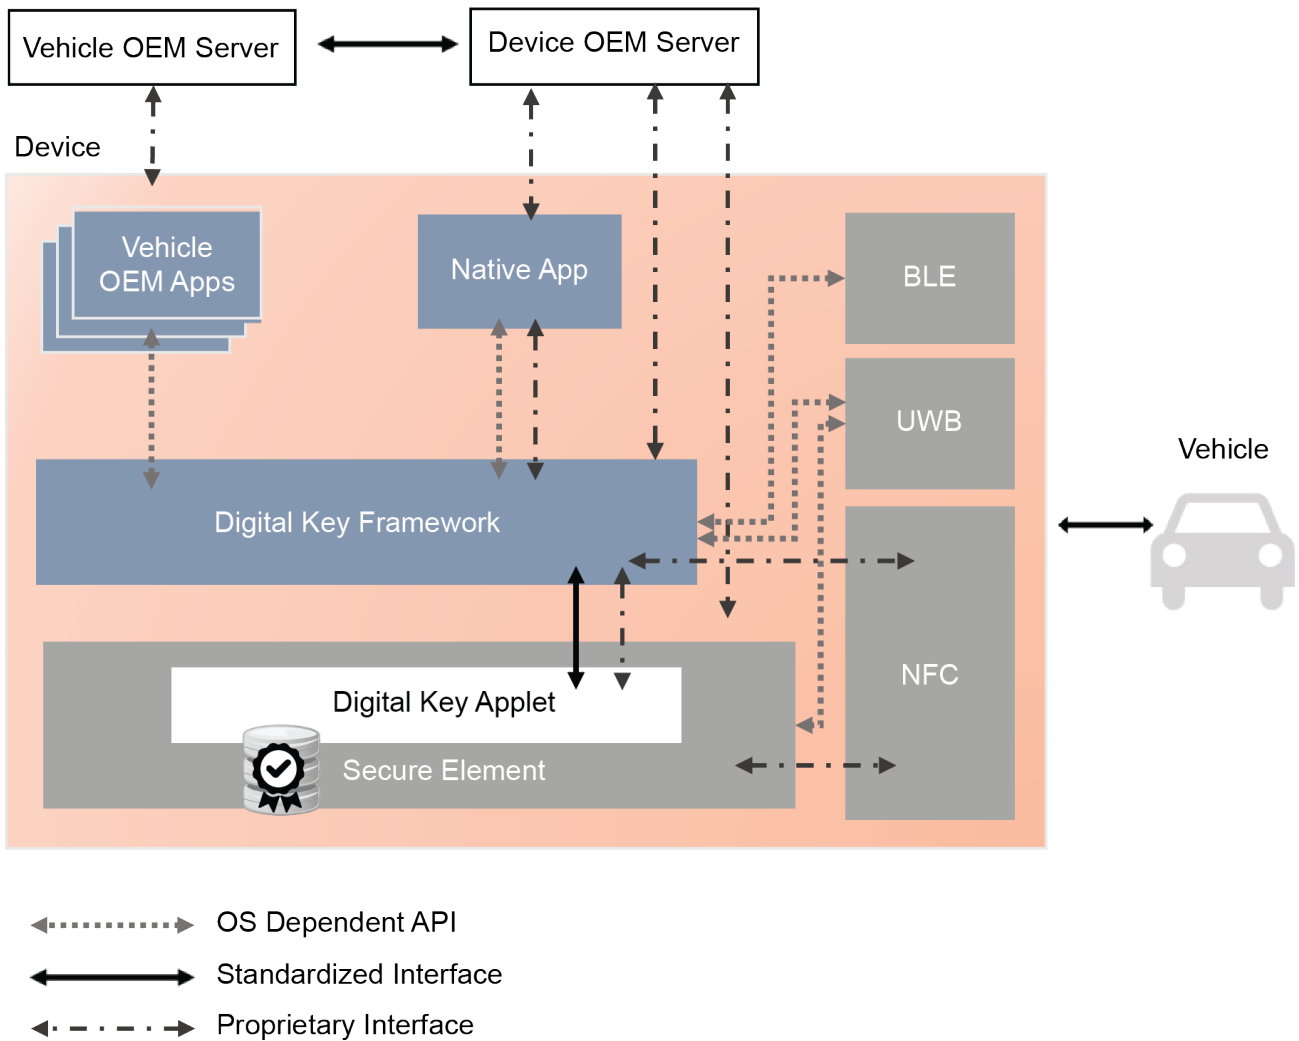 Vehicle OEM Server
Device OEM Server
Device
Vehicle
OEM Apps
Native App
BLE
UWB
Vehicle
Digital Key Framework
NFC
Digital Key Applet
Secure Element
OS Dependent API
Standardized Interface
Proprietary Interface